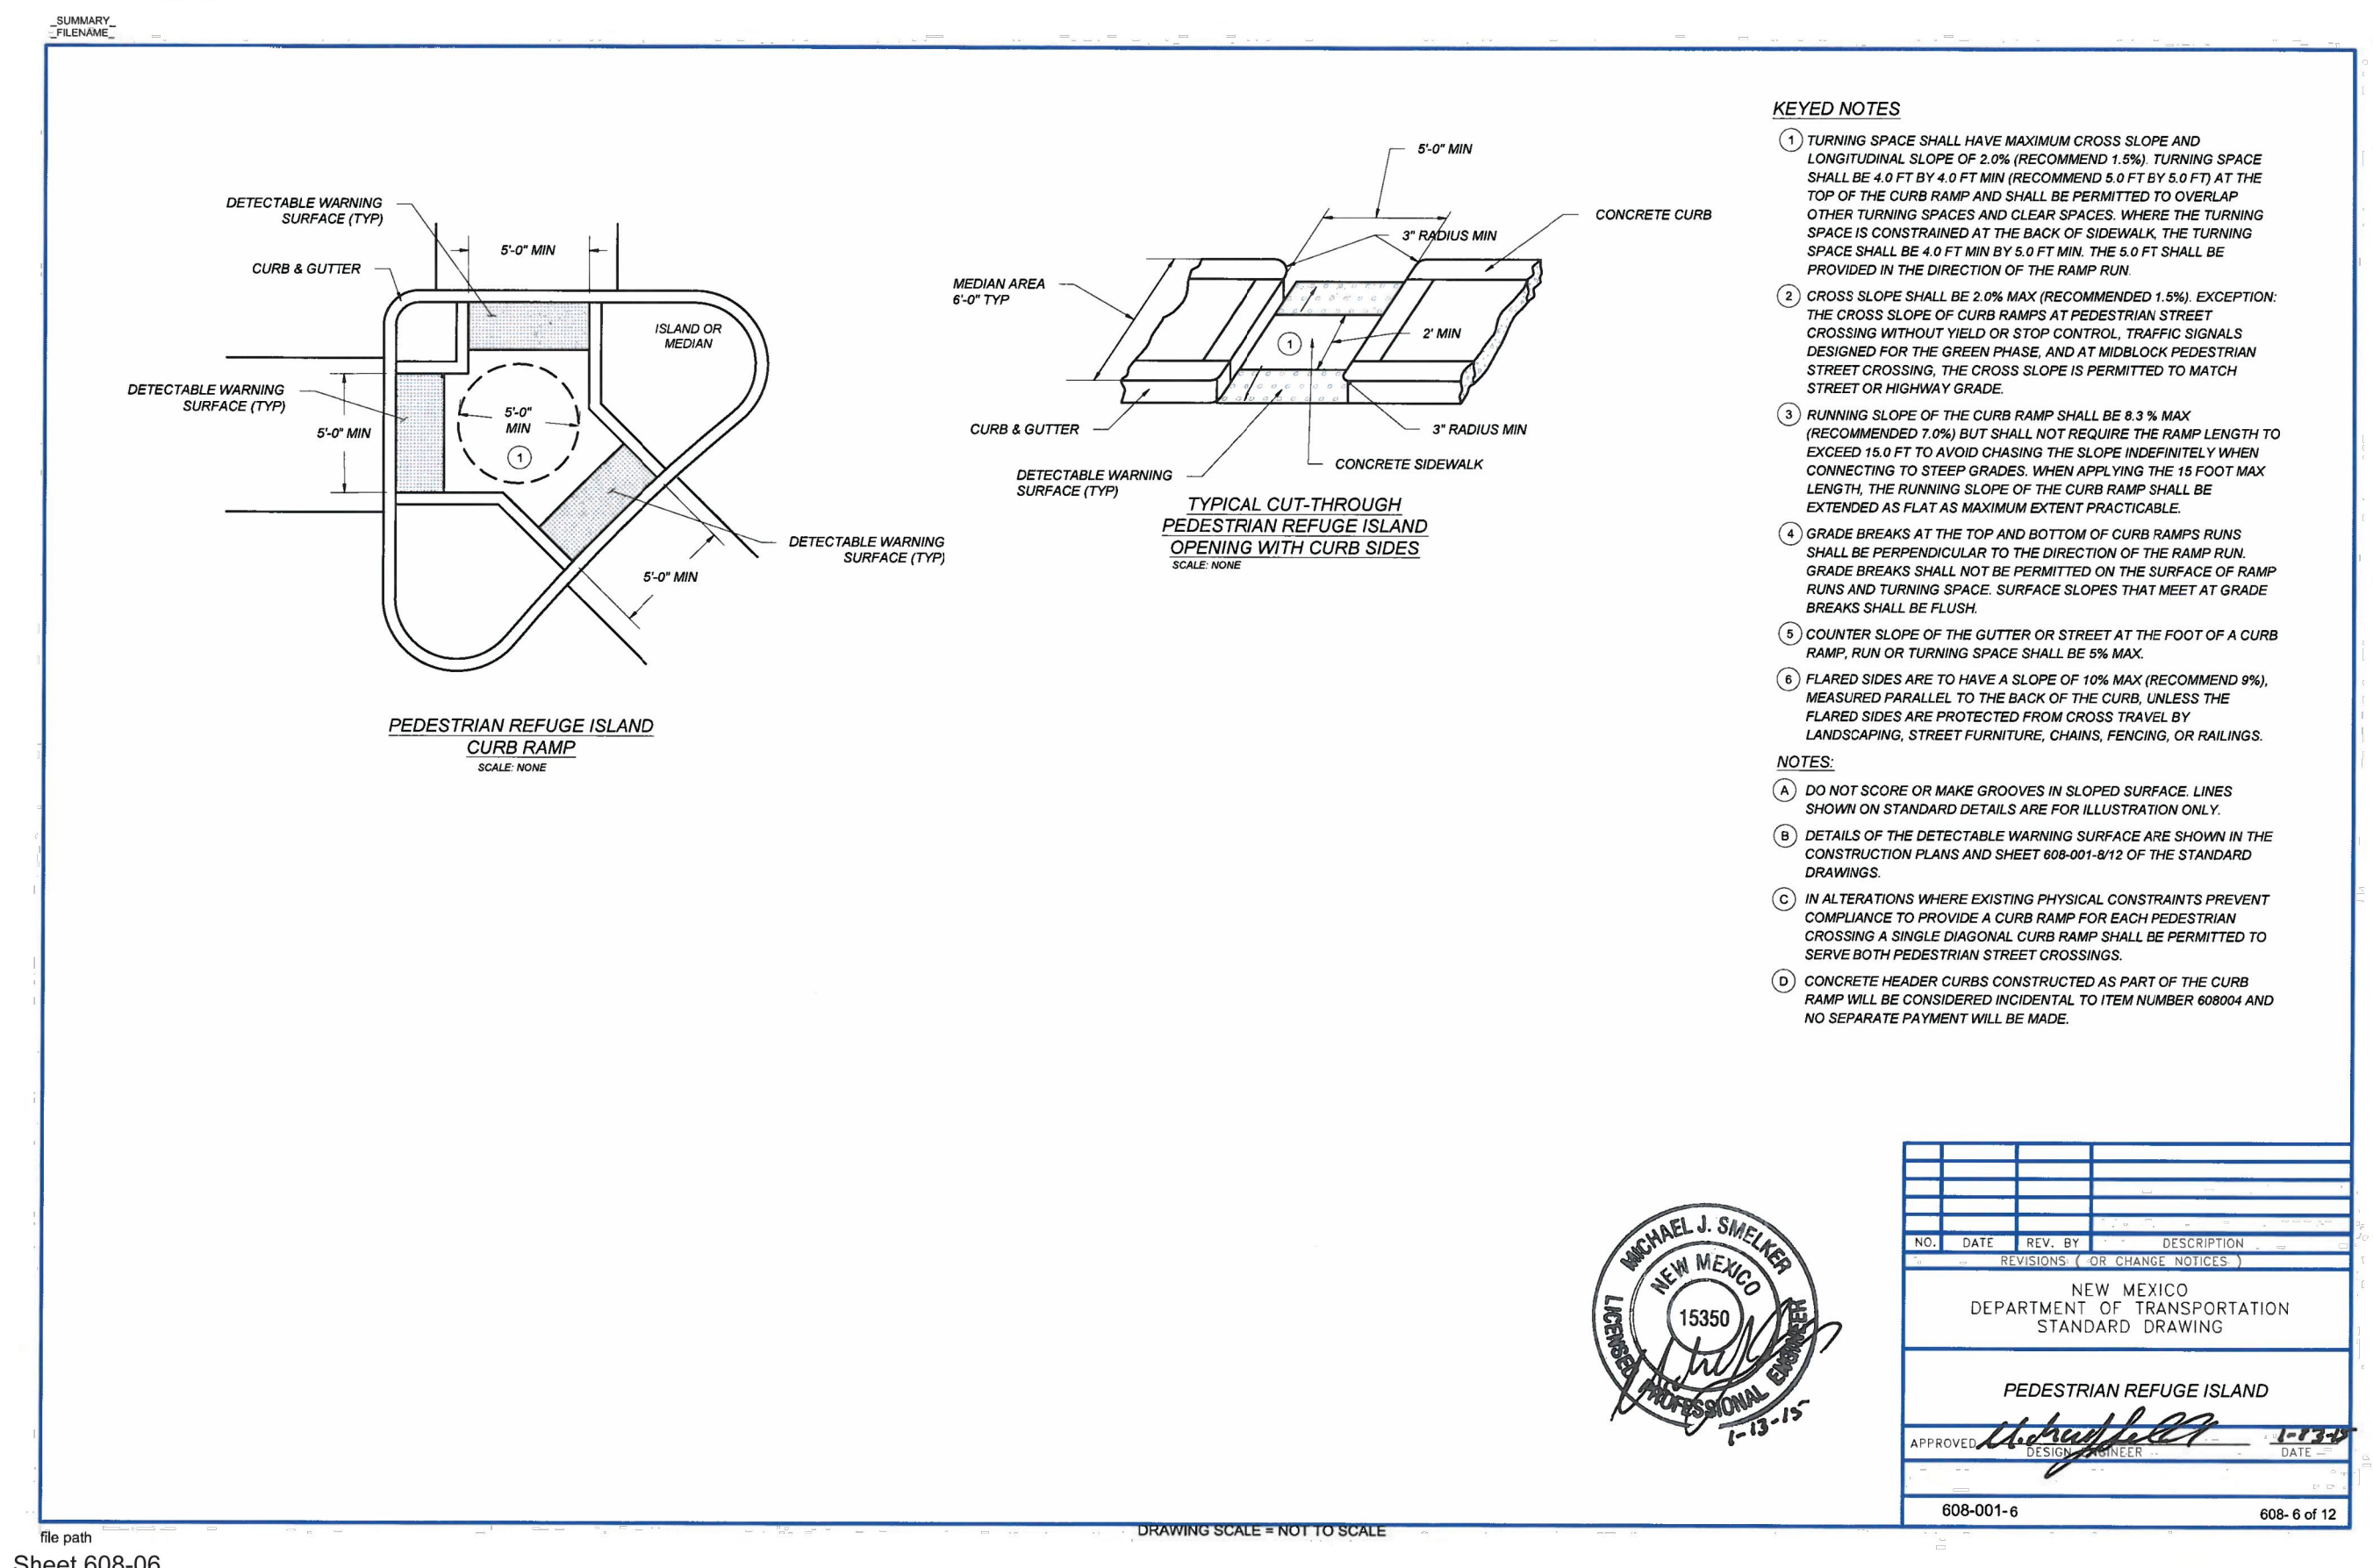 _SUMMARY_
_FILENAME_
DETECTABLE WARNING
SURFACE (TYP)
5'-0" MIN
CURB & GUTTER
ISLAND OR
MEDIAN
DETECTABLE WARNING
SURFACE (TYP)
5'-0" MIN
5'-0"
MIN
1
DETECTABLE WARNING
SURFACE (TYP)
5'-0" MIN
PEDESTRIAN REFUGE ISLAND
CURB RAMP
SCALE: NONE
5'-0" MIN
CONCRETE CURB
3" RADIUS MIN
MEDIAN AREA
6'-0" TYP
1
2' MIN
CURB & GUTTER
3" RADIUS MIN
CONCRETE SIDEWALK
DETECTABLE WARNING
SURFACE (TYP)
TYPICAL CUT-THROUGH
PEDESTRIAN REFUGE ISLAND
OPENING WITH CURB SIDES
SCALE: NONE
KEYED NOTES
1 TURNING SPACE SHALL HAVE MAXIMUM CROSS SLOPE AND
LONGITUDINAL SLOPE OF 2.0% (RECOMMEND 1.5%). TURNING SPACE
SHALL BE 4.0 FT BY 4.0 FT MIN (RECOMMEND 5.0 FT BY 5.0 FT) AT THE
TOP OF THE CURB RAMP AND SHALL BE PERMITTED TO OVERLAP
OTHER TURNING SPACES AND CLEAR SPACES. WHERE THE TURNING
SPACE IS CONSTRAINED AT THE BACK OF SIDEWALK, THE TURNING
SPACE SHALL BE 4.0 FT MIN BY 5.0 FT MIN. THE 5.0 FT SHALL BE
PROVIDED IN THE DIRECTION OF THE RAMP RUN.
2 CROSS SLOPE SHALL BE 2.0% MAX (RECOMMENDED 1.5%). EXCEPTION:
THE CROSS SLOPE OF CURB RAMPS AT PEDESTRIAN STREET
CROSSING WITHOUT YIELD OR STOP CONTROL, TRAFFIC SIGNALS
DESIGNED FOR THE GREEN PHASE, AND AT MIDBLOCK PEDESTRIAN
STREET CROSSING, THE CROSS SLOPE IS PERMITTED TO MATCH
STREET OR HIGHWAY GRADE.
3 RUNNING SLOPE OF THE CURB RAMP SHALL BE 8.3 % MAX
(RECOMMENDED 7.0%) BUT SHALL NOT REQUIRE THE RAMP LENGTH TO
EXCEED 15.0 FT TO AVOID CHASING THE SLOPE INDEFINITELY WHEN
CONNECTING TO STEEP GRADES. WHEN APPLYING THE 15 FOOT MAX
LENGTH, THE RUNNING SLOPE OF THE CURB RAMP SHALL BE
EXTENDED AS FLAT AS MAXIMUM EXTENT PRACTICABLE.
4 GRADE BREAKS AT THE TOP AND BOTTOM OF CURB RAMPS RUNS
SHALL BE PERPENDICULAR TO THE DIRECTION OF THE RAMP RUN.
GRADE BREAKS SHALL NOT BE PERMITTED ON THE SURFACE OF RAMP
RUNS AND TURNING SPACE. SURFACE SLOPES THAT MEET AT GRADE
BREAKS SHALL BE FLUSH.
5 COUNTER SLOPE OF THE GUTTER OR STREET AT THE FOOT OF A CURB
RAMP, RUN OR TURNING SPACE SHALL BE 5% MAX.
6 FLARED SIDES ARE TO HAVE A SLOPE OF 10% MAX (RECOMMEND 9%),
MEASURED PARALLEL TO THE BACK OF THE CURB, UNLESS THE
FLARED SIDES ARE PROTECTED FROM CROSS TRAVEL BY
LANDSCAPING, STREET FURNITURE, CHAINS, FENCING, OR RAILINGS.
NOTES:
A DO NOT SCORE OR MAKE GROOVES IN SLOPED SURFACE. LINES
SHOWN ON STANDARD DETAILS ARE FOR ILLUSTRATION ONLY.
B DETAILS OF THE DETECTABLE WARNING SURFACE ARE SHOWN IN THE
CONSTRUCTION PLANS AND SHEET 608-001-8/12 OF THE STANDARD
DRAWINGS.
C IN ALTERATIONS WHERE EXISTING PHYSICAL CONSTRAINTS PREVENT
COMPLIANCE TO PROVIDE A CURB RAMP FOR EACH PEDESTRIAN
CROSSING A SINGLE DIAGONAL CURB RAMP SHALL BE PERMITTED TO
SERVE BOTH PEDESTRIAN STREET CROSSINGS.
D CONCRETE HEADER CURBS CONSTRUCTED AS PART OF THE CURB
RAMP WILL BE CONSIDERED INCIDENTAL TO ITEM NUMBER 608004 AND
NO SEPARATE PAYMENT WILL BE MADE.
MICHAEL J. SMELKER
NEW MEXICO
15350
LICENSED PROFESSIONAL ENGINEER
1-13-15
NO. DATE REV. BY DESCRIPTION
REVISIONS ( OR CHANGE NOTICES )
NEW MEXICO
DEPARTMENT OF TRANSPORTATION
STANDARD DRAWING
PEDESTRIAN REFUGE ISLAND
APPROVED 1-13-15
DESIGN ENGINEER DATE
608-001-6 608- 6 of 12
DRAWING SCALE = NOT TO SCALE
file path
Sheet 608-06